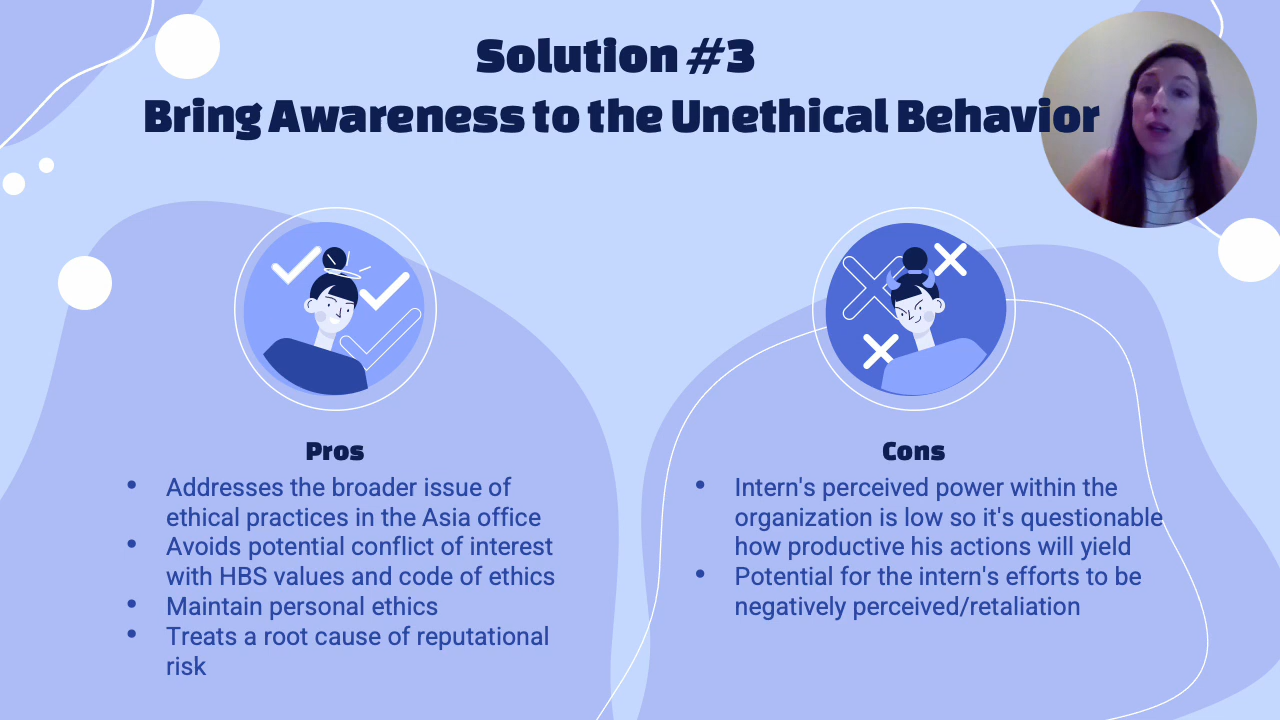 Solution #3
Bring Awareness to the Unethical Behavior
Pros
• Addresses the broader issue of
ethical practices in the Asia office
• Avoids potential conflict of interest
with HBS values and code of ethics
• Maintain personal ethics
• Treats a root cause of reputational
risk
Cons
• Intern's perceived power within the
organization is low so it's questionable
how productive his actions will yield
• Potential for the intern's efforts to be
negatively perceived/retaliation